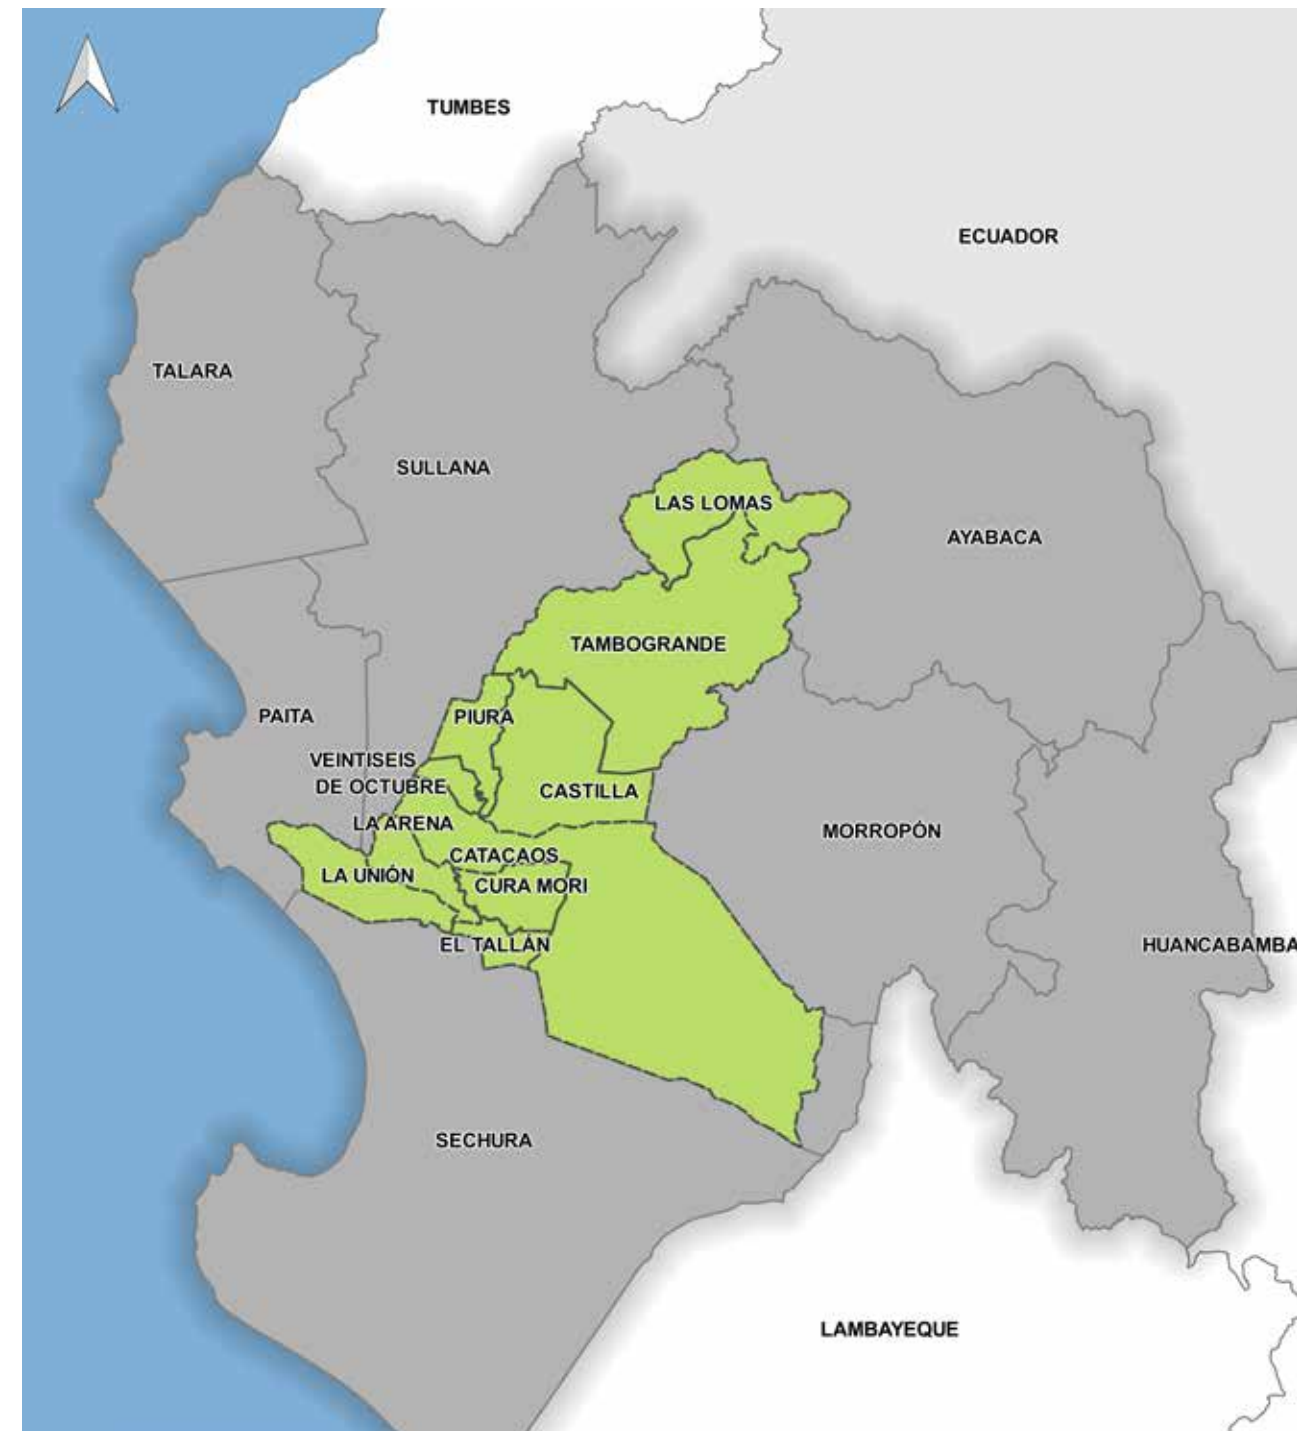 TUMBES
ECUADOR
TALARA
SULLANA
LAS LOMAS
AYABACA
TAMBOGRANDE
PAITA
PIURA
VEINTISEIS
DE OCTUBRE
CASTILLA
LA ARENA
MORROPÓN
CATACAOS
LA UNIÓN
CURA MORI
EL TALLÁN
HUANCABAMBA
SECHURA
LAMBAYEQUE